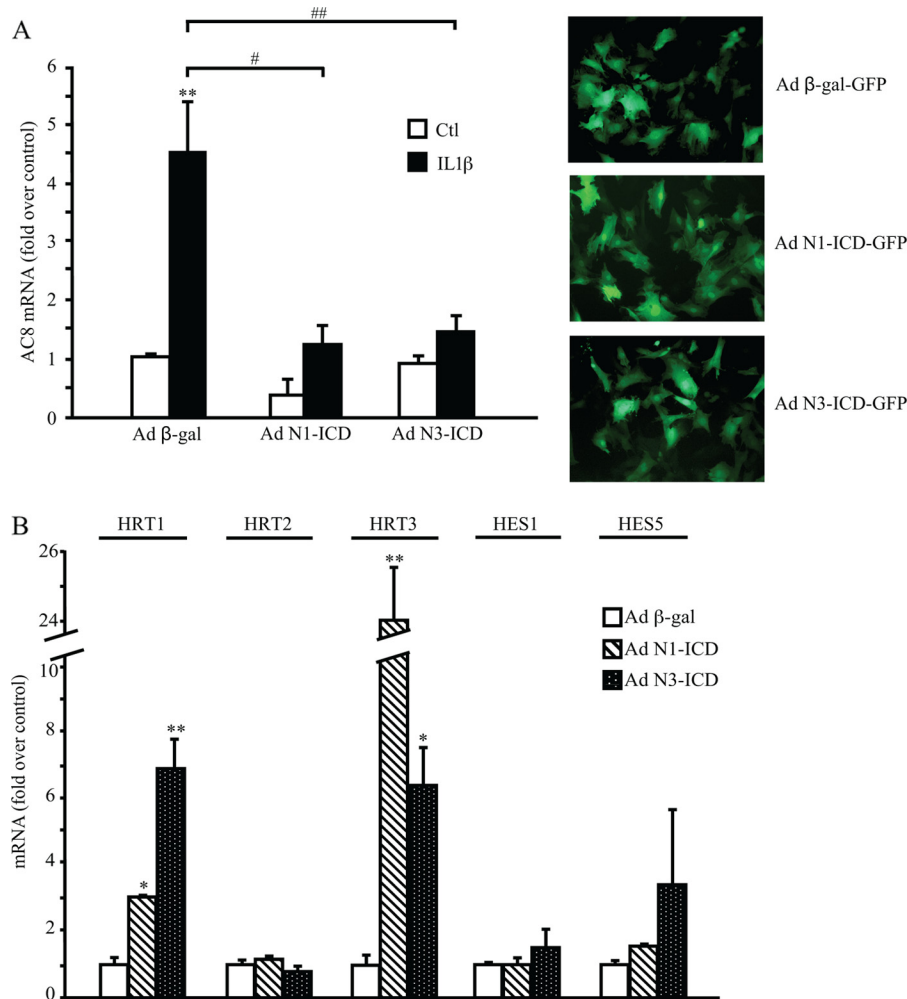 A
##
#
**
6
5
4
3
2
1
0
AC8 mRNA (fold over control)
Ctl
IL1β
Ad β-gal
Ad N1-ICD
Ad N3-ICD
Ad β-gal-GFP
Ad N1-ICD-GFP
Ad N3-ICD-GFP
B
HRT1
HRT2
HRT3
HES1
HES5
26
24
10
8
6
4
2
0
mRNA (fold over control)
*
**
**
*
Ad β-gal
Ad N1-ICD
Ad N3-ICD